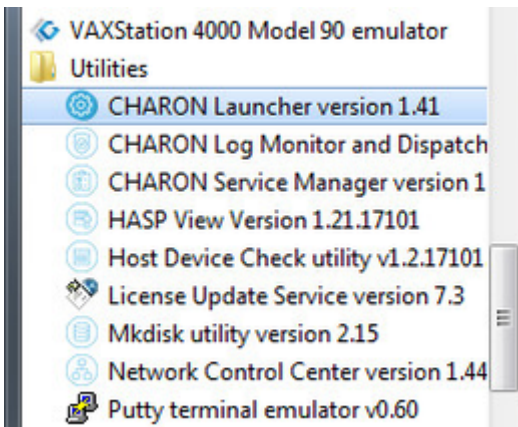 VAXStation 4000 Model 90 emulator
Utilities
CHARON Launcher version 1.41
CHARON Log Monitor and Dispatch
CHARON Service Manager version 1
HASP View Version 1.21.17101
Host Device Check utility v1.2.17101
License Update Service version 7.3
Mkdisk utility version 2.15
Network Control Center version 1.44
Putty terminal emulator v0.60